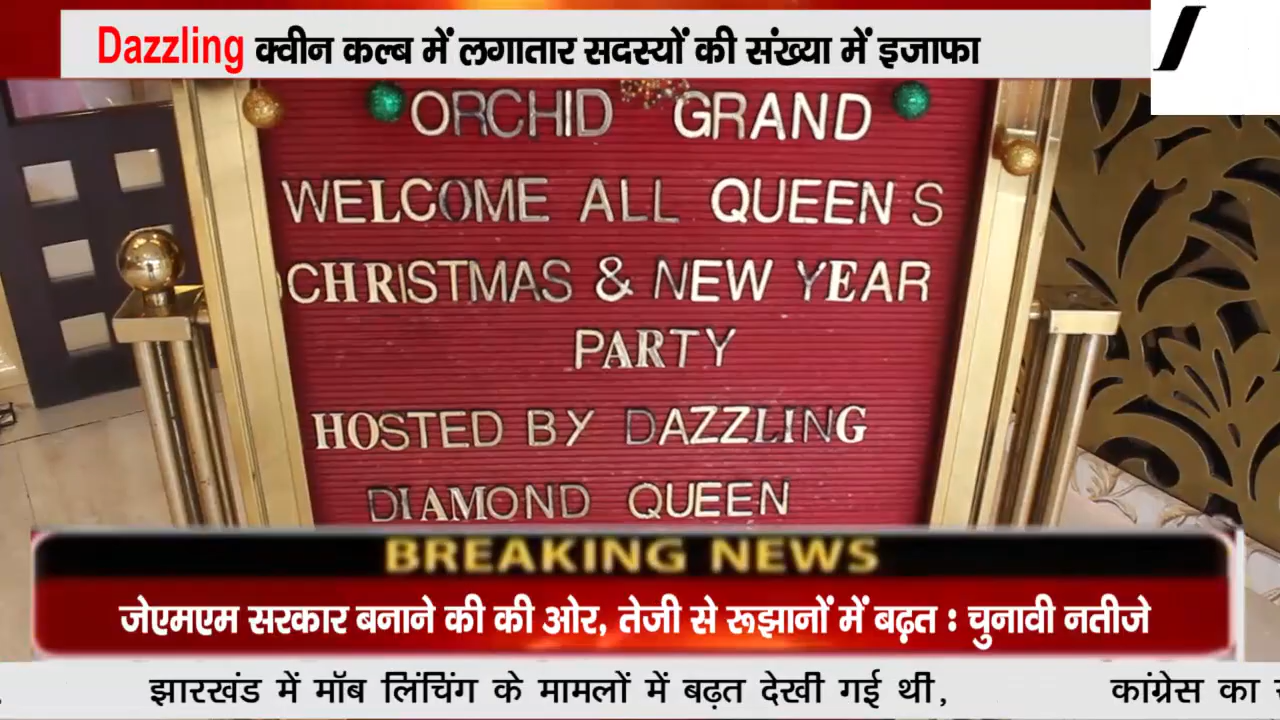 Dazzling क्वीन कल्ब में लगातार सदस्यों की संख्या में इजाफा
ORCHID GRAND
WELCOME ALL QUEEN S
CHRISTMAS & NEW YEAR
PARTY
HOSTED BY DAZZLING
DIAMOND QUEEN
BREAKING NEWS
जेएमएम सरकार बनाने की की ओर, तेजी से रूझानों में बढ़त : चुनावी नतीजे
झारखंड में मॉब लिंचिंग के मामलों में बढ़त देखी गई थी, कांग्रेस का